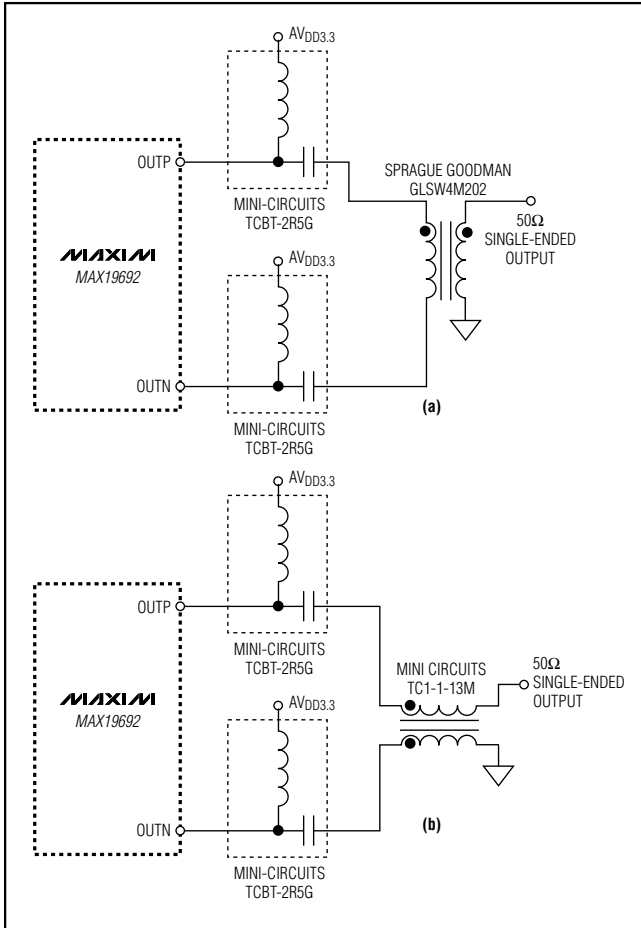 AVDD3.3
OUTP
MINI-CIRCUITS
TCBT-2R5G
SPRAGUE GOODMAN
GLSW4M202
50Ω
SINGLE-ENDED
OUTPUT
MAXIM
MAX19692
AVDD3.3
OUTN
MINI-CIRCUITS
TCBT-2R5G
(a)
AVDD3.3
OUTP
MINI-CIRCUITS
TCBT-2R5G
MINI CIRCUITS
TC1-1-13M
50Ω
SINGLE-ENDED
OUTPUT
MAXIM
MAX19692
AVDD3.3
OUTN
MINI-CIRCUITS
TCBT-2R5G
(b)